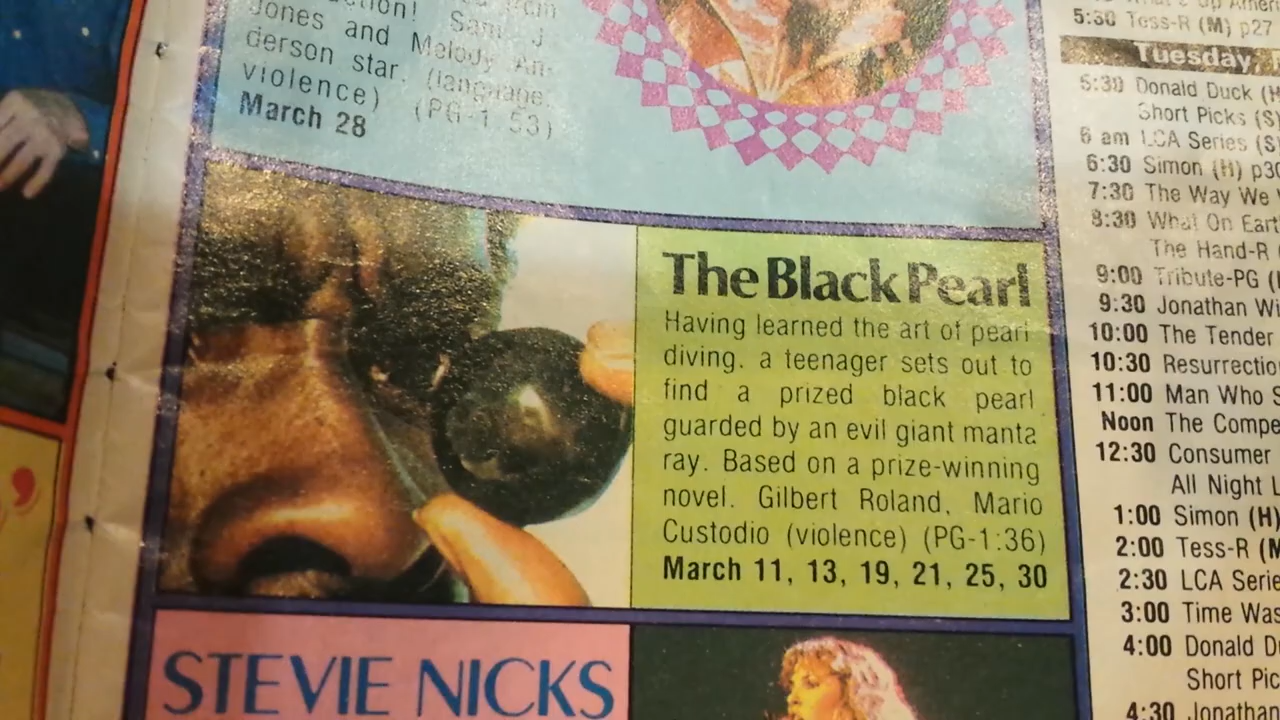 Jones and Melody An-
derson star. (language,
violence) (PG-1:53)
March 28
The Black Pearl
Having learned the art of pearl
diving, a teenager sets out to
find a prized black pearl
guarded by an evil giant manta
ray. Based on a prize-winning
novel. Gilbert Roland, Mario
Custodio (violence) (PG-1:36)
March 11, 13, 19, 21, 25, 30
STEVIE NICKS
5:30 Tess-R (M) p27
Tuesday,
5:30 Donald Duck (H
Short Picks (S)
6 am LCA Series (S)
6:30 Simon (H) p30
7:30 The Way We
8:30 What On Eart
The Hand-R
9:00 Tribute-PG (
9:30 Jonathan Wi
10:00 The Tender
10:30 Resurrectio
11:00 Man Who S
Noon The Compe
12:30 Consumer
All Night L
1:00 Simon (H)
2:00 Tess-R (M
2:30 LCA Serie
3:00 Time Was
4:00 Donald Du
Short Pic
4:30 Jonathan